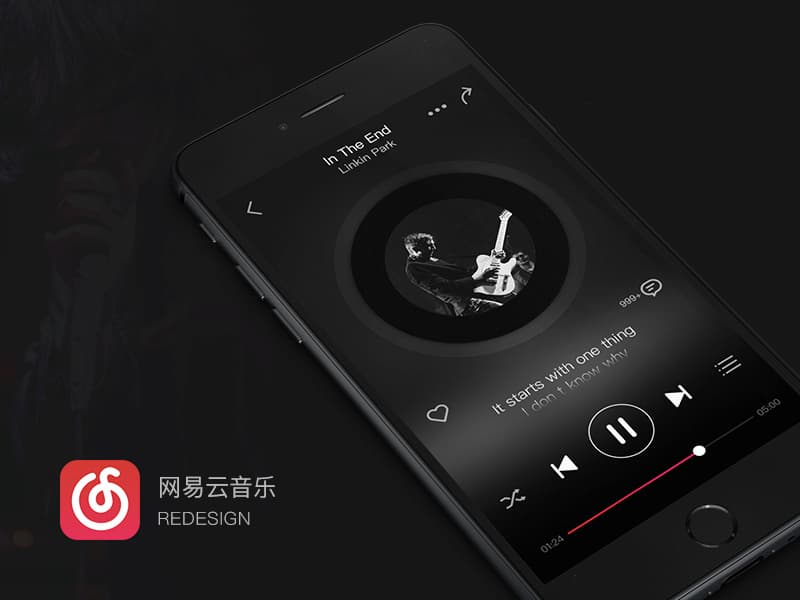 In The End
Linkin Park
999+
It starts with one thing
I don't know why
01:24
05:00
网易云音乐
REDESIGN